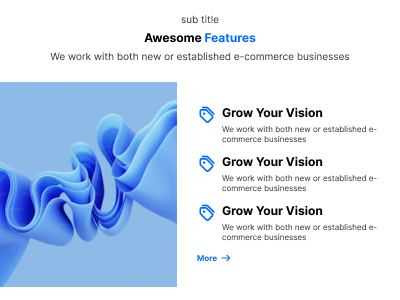 sub title
Awesome Features
We work with both new or established e-commerce businesses
Grow Your Vision
We work with both new or established e-
commerce businesses
Grow Your Vision
We work with both new or established e-
commerce businesses
Grow Your Vision
We work with both new or established e-
commerce businesses
More